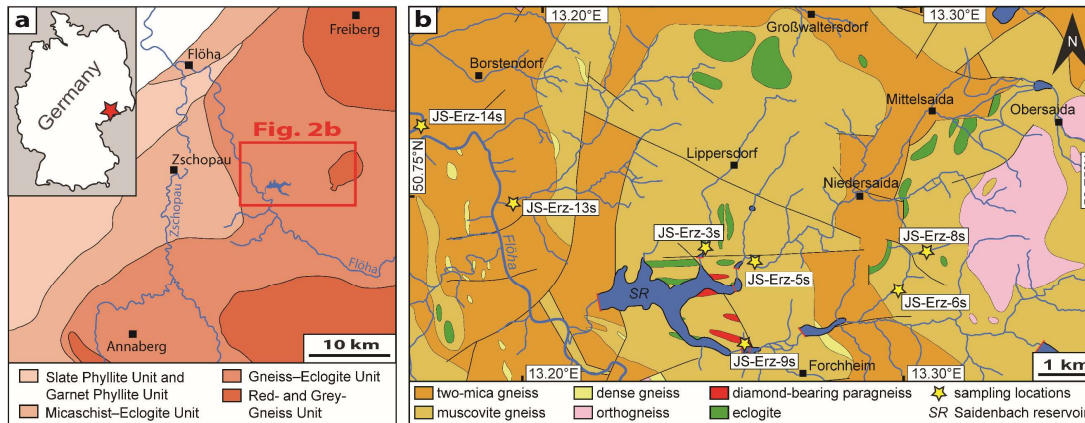 a
Germany
Freiberg
Flöha
Fig. 2b
Zschopau
Zschopau
Flöha
Annaberg
10 km
Slate Phyllite Unit and
Garnet Phyllite Unit
Micaschist–Eclogite Unit
Gneiss–Eclogite Unit
Red- and Grey-
Gneiss Unit
b
13.20°E
13.30°E
N
Großwaltersdorf
Borstendorf
Mittelsaida
Obersaida
JS-Erz-14s
50.75°N
Lippersdorf
Niedersaida
JS-Erz-13s
JS-Erz-3s
JS-Erz-8s
Flöha
SR
JS-Erz-5s
JS-Erz-6s
JS-Erz-9s
Forchheim
1 km
13.20°E
13.30°E
two-mica gneiss
dense gneiss
diamond-bearing paragneiss
sampling locations
muscovite gneiss
orthogneiss
eclogite
SR Saidenbach reservoir